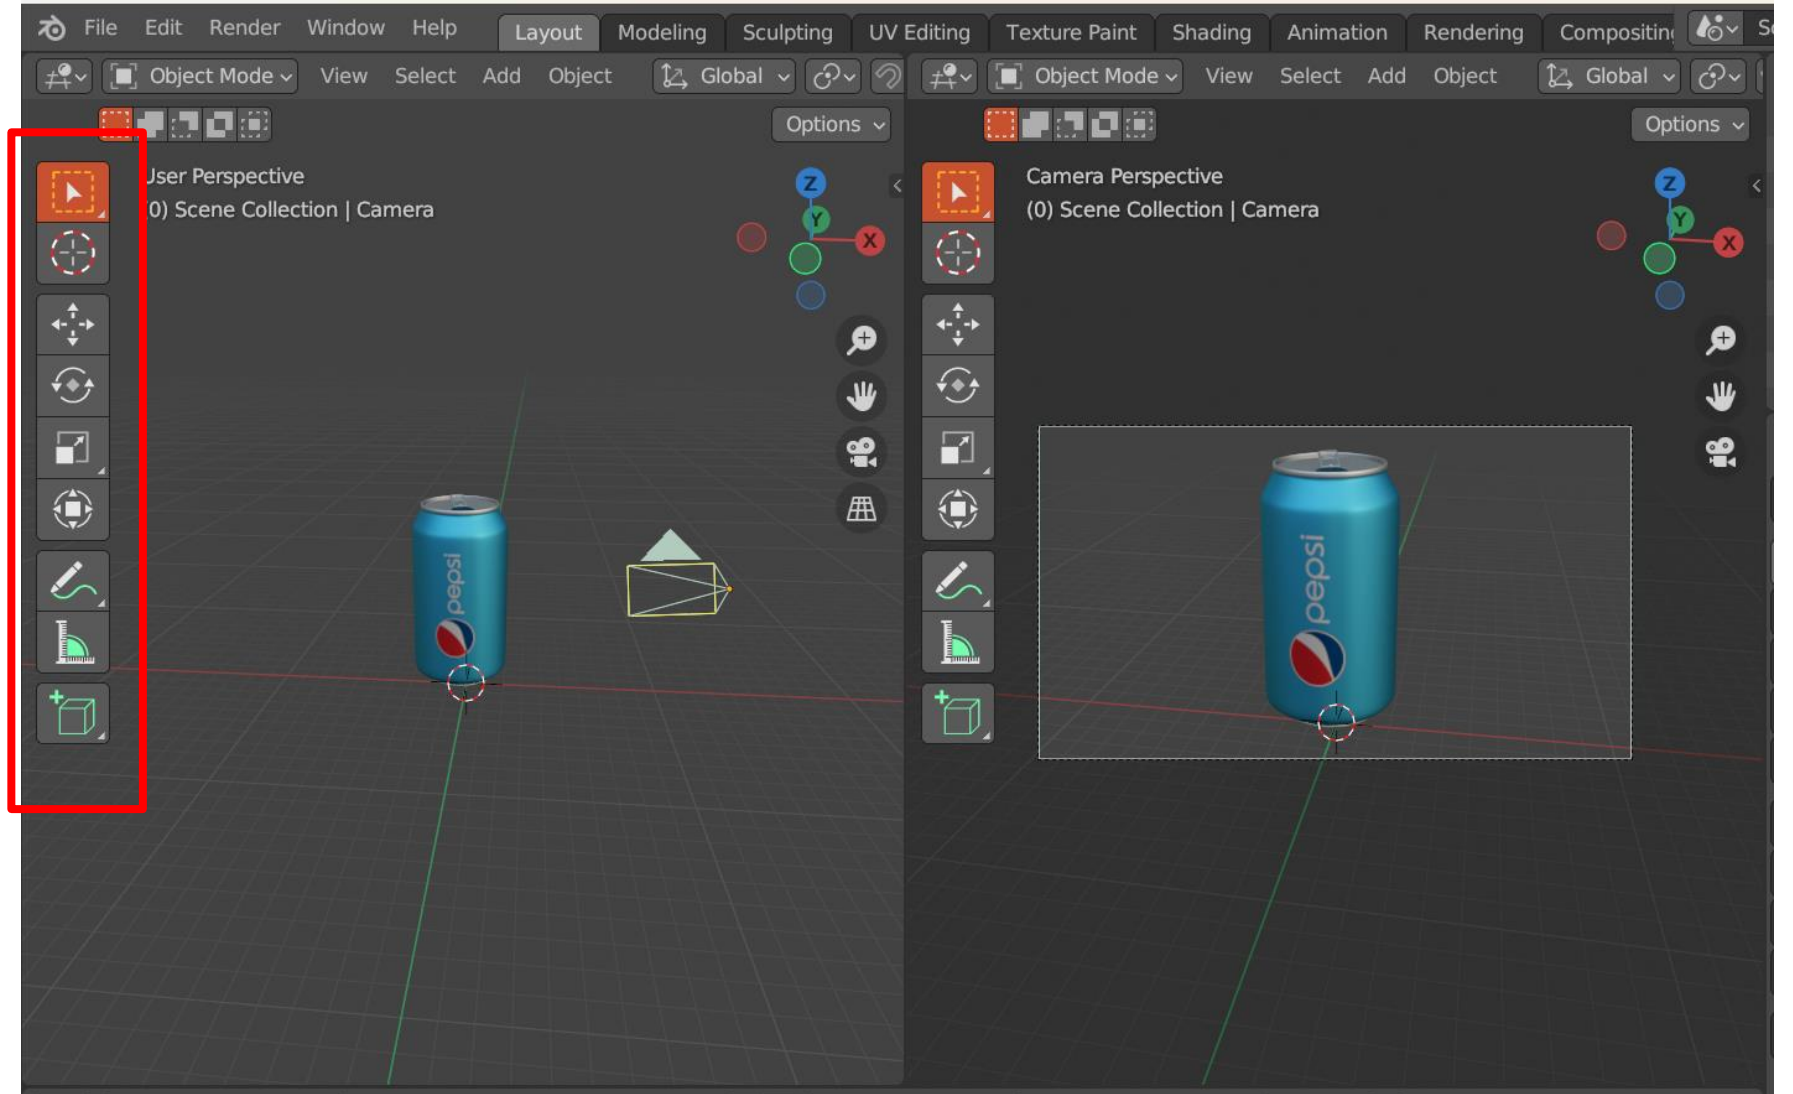 File Edit Render Window Help Layout Modeling Sculpting UV Editing Texture Paint Shading Animation Rendering Compositing
Object Mode View Select Add Object Global
Object Mode View Select Add Object Global
Options
Options
User Perspective
(0) Scene Collection | Camera
Z
Y
X
Camera Perspective
(0) Scene Collection | Camera
Z
Y
X
pepsi
pepsi